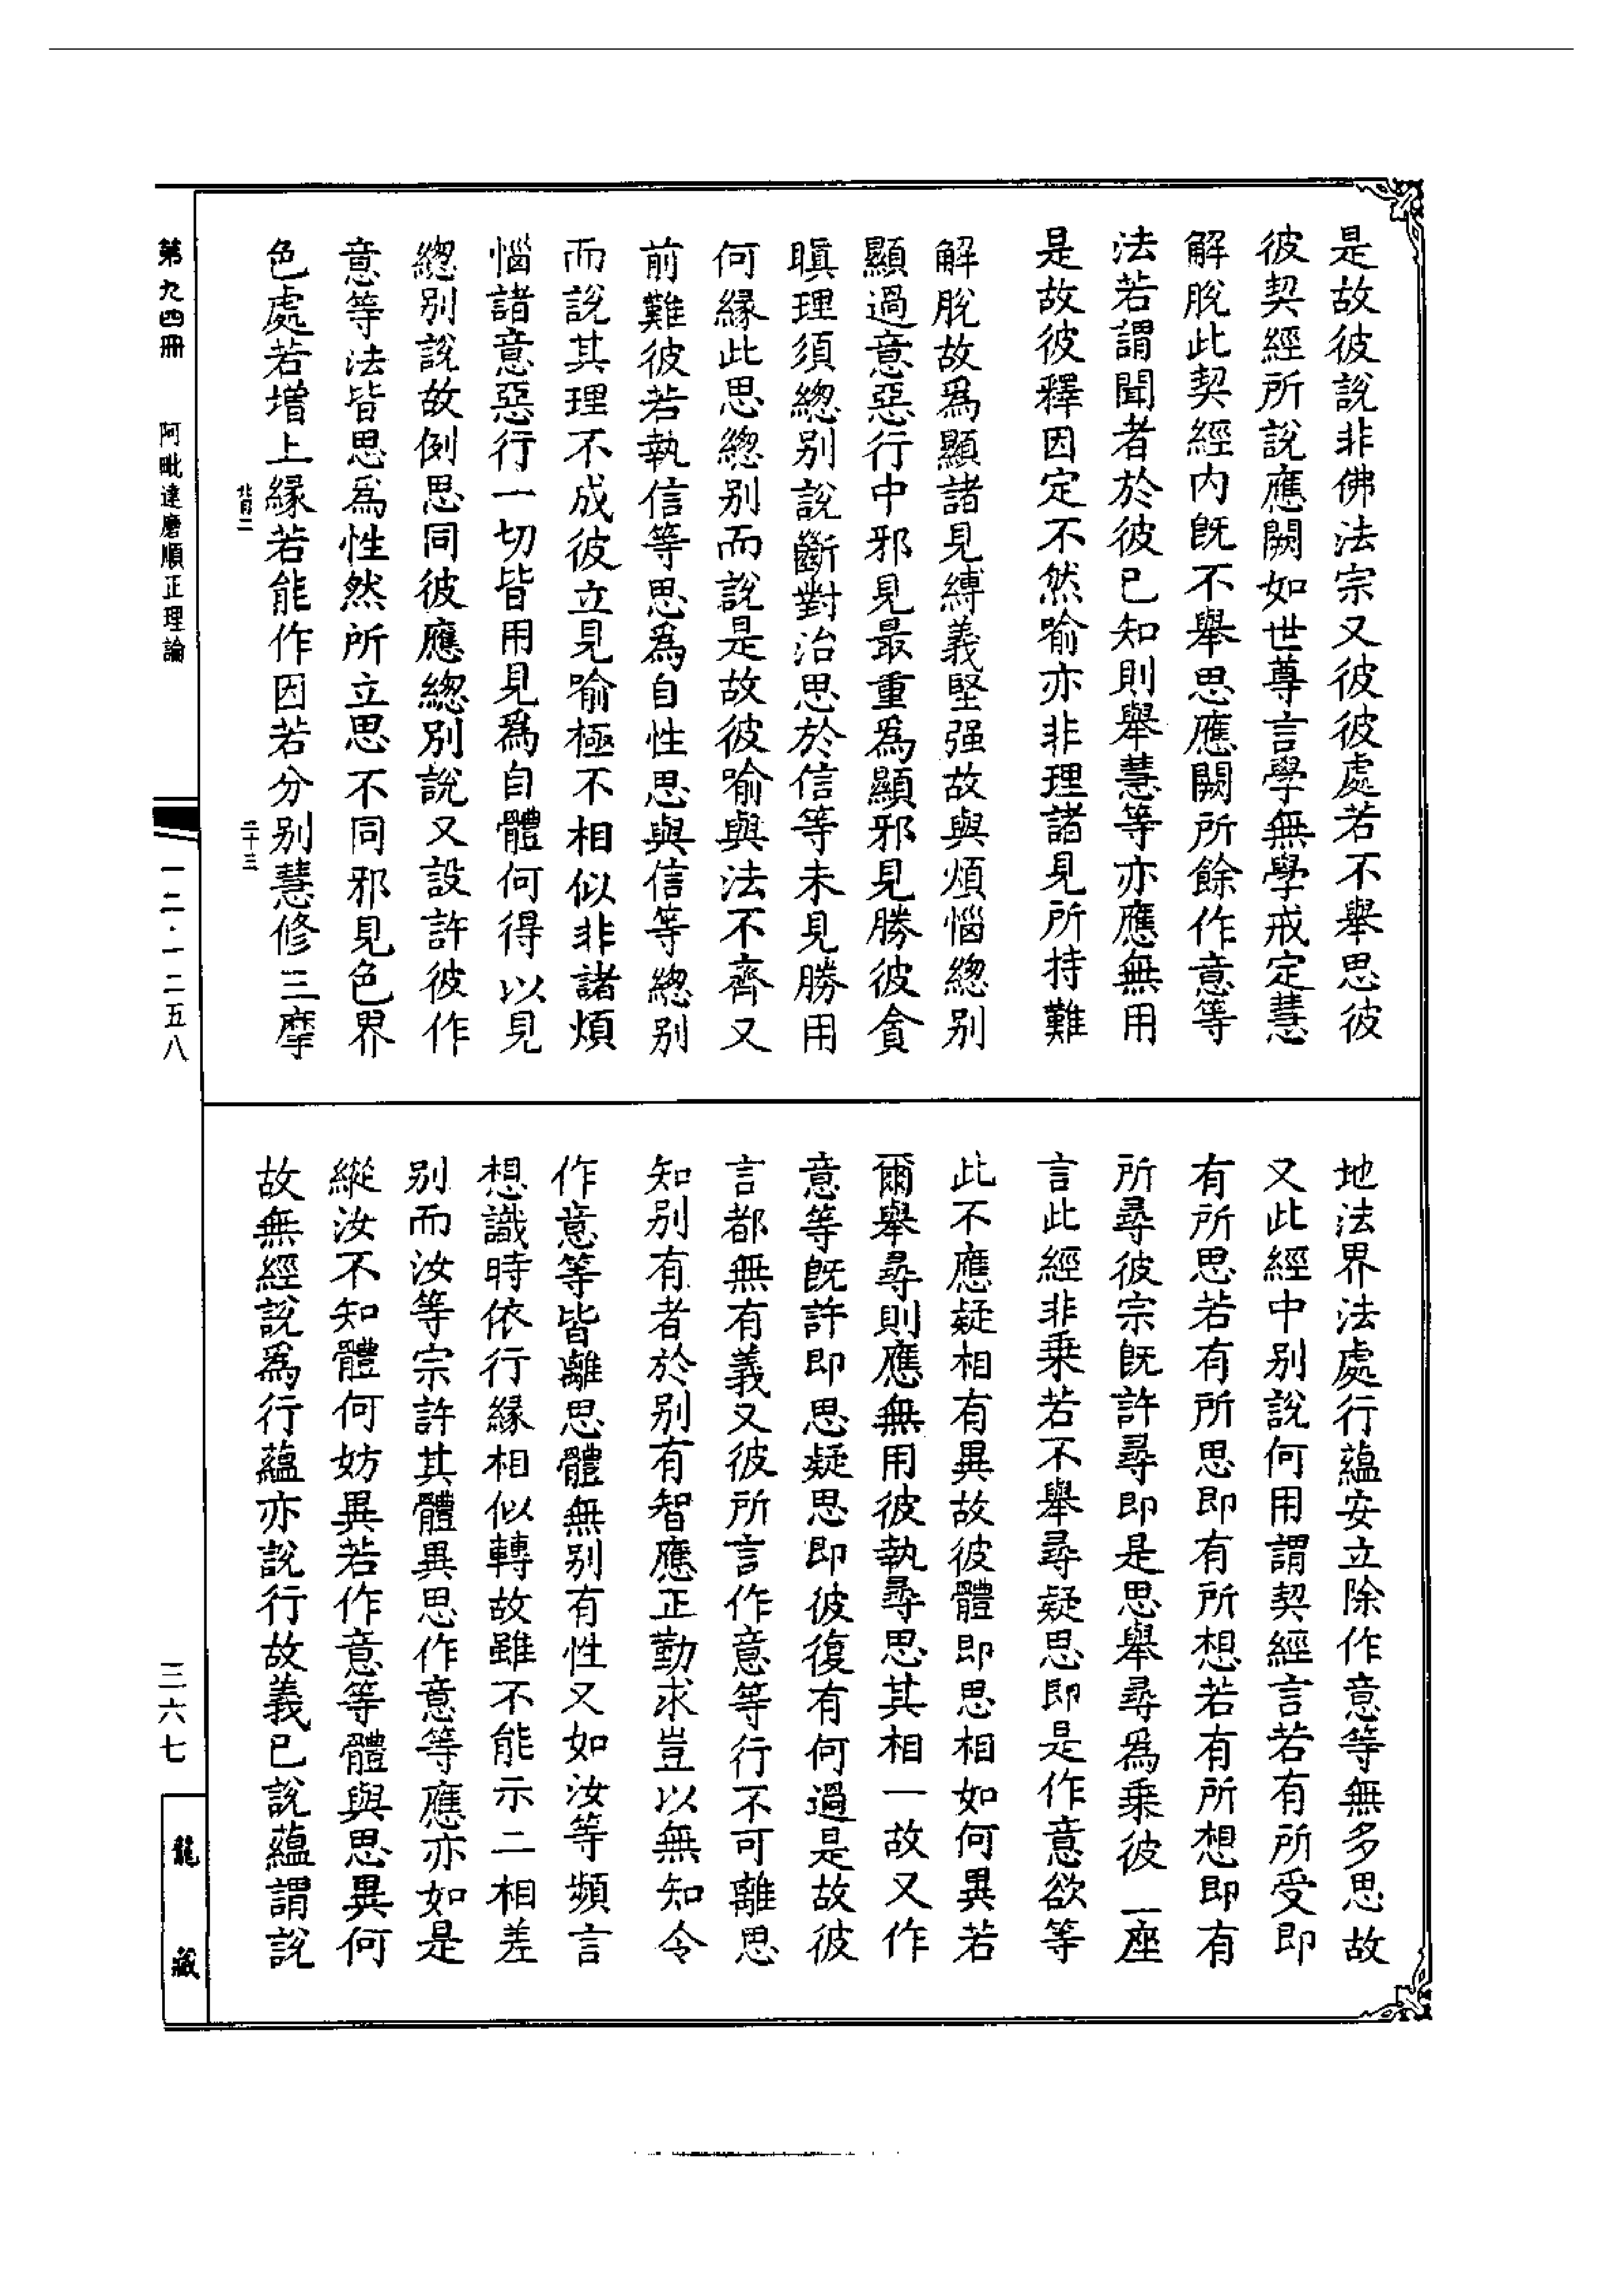 是故彼說非佛法宗又彼彼處若不舉思彼
彼契經所說應闕如世尊言學無學戒定慧
解脫此契經內旣不舉思應闕所餘作意等
法若謂聞者於彼已知則舉慧等亦應無用
是故彼釋因定不然喻亦非理諸見所持難
解脫故爲顯諸見縛義堅强故與煩惱總别
顯過意惡行中邪見最重爲顯邪見勝彼貪
瞋理須總别說斷對治思於信等未見勝用
何緣此思總别而說是故彼喻與法不齊又
前難彼若執信等思爲自性思與信等總别
而說其理不成彼立見喻極不相似非諸煩
惱諸意惡行一切皆用見爲自體何得以見
總别說故例思同彼應總别說又設許彼作
意等法皆思爲性然所立思不同邪見色界
色處若增上緣若能作因若分别慧修三摩
地法界法處行蘊安立除作意等無多思故
又此經中别說何用謂契經言若有所受即
有所思若有所思即有所想若有所想即有
所尋彼宗旣許尋即是思舉尋爲乘彼一座
言此經非乘若不舉尋疑思即是作意欲等
此不應疑相有異故彼體即思相如何異若
爾舉尋則應無用彼執尋思其相一故又作
意等旣許即思疑思即彼復有何過是故彼
言都無有義又彼所言作意等行不可離思
知别有者於别有智應正勤求豈以無知令
作意等皆離思體無别有性又如汝等頻言
想識時依行緣相似轉故雖不能示二相差
别而汝等宗許其體異思作意等應亦如是
縱汝不知體何妨異若作意等體與思異何
故無經說爲行蘊亦說行故義已說蘊謂說
第九四冊 阿毗達磨順正理論
一二·一二五八
三六七
龍藏
二十三